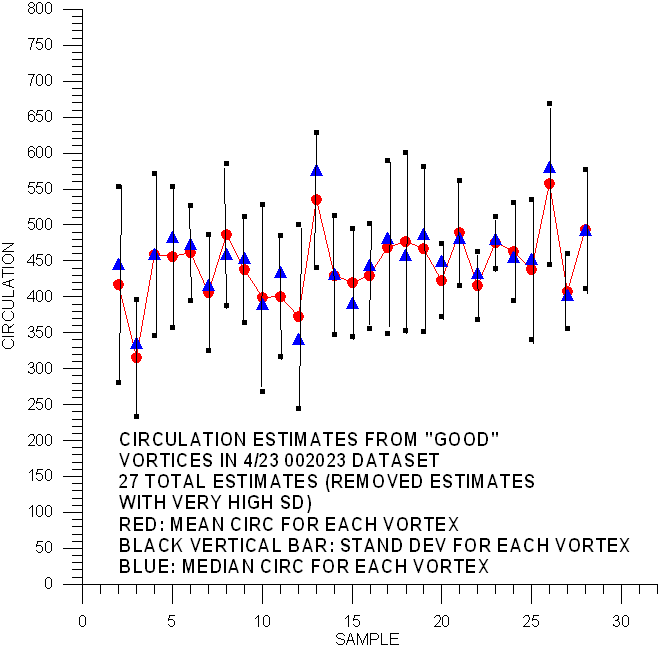 800
750
700
650
600
550
500
450
400
350
300
250
200
150
100
50
0
CIRCULATION
CIRCULATION ESTIMATES FROM "GOOD"
VORTICES IN 4/23 002023 DATASET
27 TOTAL ESTIMATES (REMOVED ESTIMATES
WITH VERY HIGH SD)
RED: MEAN CIRC FOR EACH VORTEX
BLACK VERTICAL BAR: STAND DEV FOR EACH VORTEX
BLUE: MEDIAN CIRC FOR EACH VORTEX
0 5 10 15 20 25 30
SAMPLE